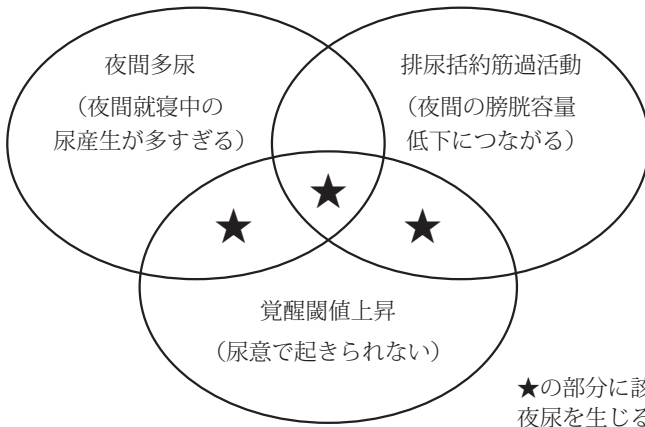 夜間多尿
（夜間就寝中の
尿産生が多すぎる）
排尿括約筋過活動
（夜間の膀胱容量
低下につながる）
★
★
★
覚醒閾値上昇
（尿意で起きられない）
★の部分に該
夜尿を生じる